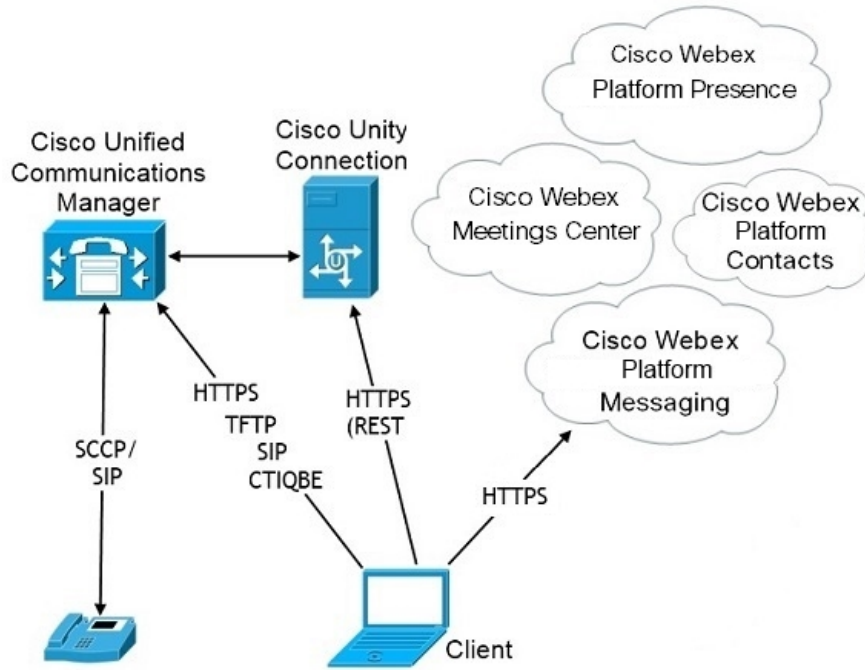 Cisco Webex
Platform Presence
Cisco Unified
Communications
Manager
Cisco Unity
Connection
Cisco Webex
Meetings Center
Cisco Webex
Platform
Contacts
U
Cisco Webex
Platform
Messaging
HTTPS
TFTP
SIP
CTIQBE
HTTPS
(REST
SCCP/
SIP
HTTPS
Client